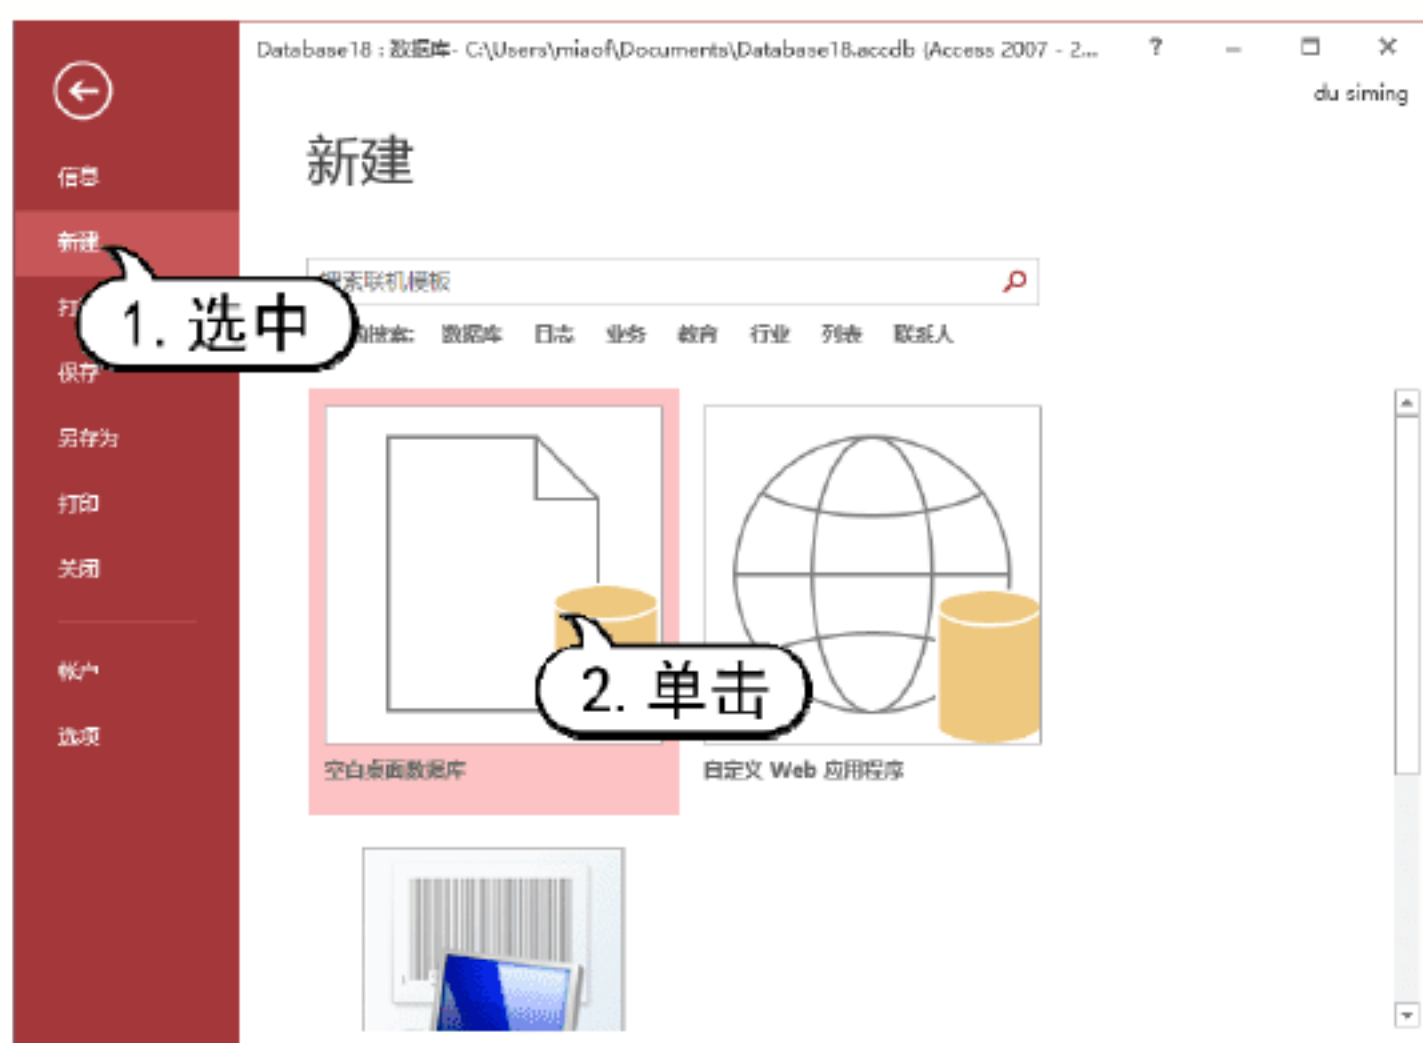 Database18 : 数据库- C:\Users\miaof\Documents\Database18.accdb (Access 2007 - 2... ?
du siming
新建
信息
新建
1. 选中
索联机模板
搜索: 数据库 日志 业务 教育 行业 列表 联系人
保存
另存为
打印
关闭
帐户
选项
2. 单击
空白桌面数据库
自定义 Web 应用程序